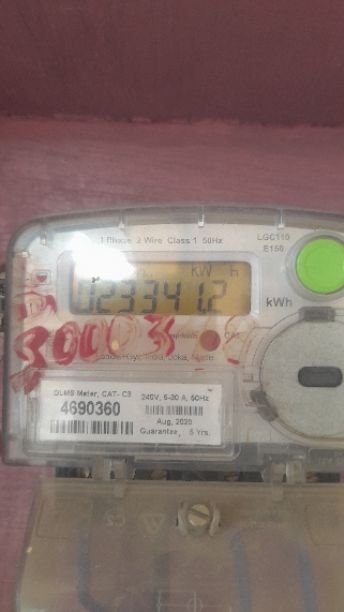 1 Phase 2 Wire Class 1 50Hz
LGC110
E150
KW h
023341.2
kWh
3000
DLMS Meter, CAT- C3
4690360
240V, 5-30 A, 50Hz
Aug, 2020
Guarantee, 5 Yrs.